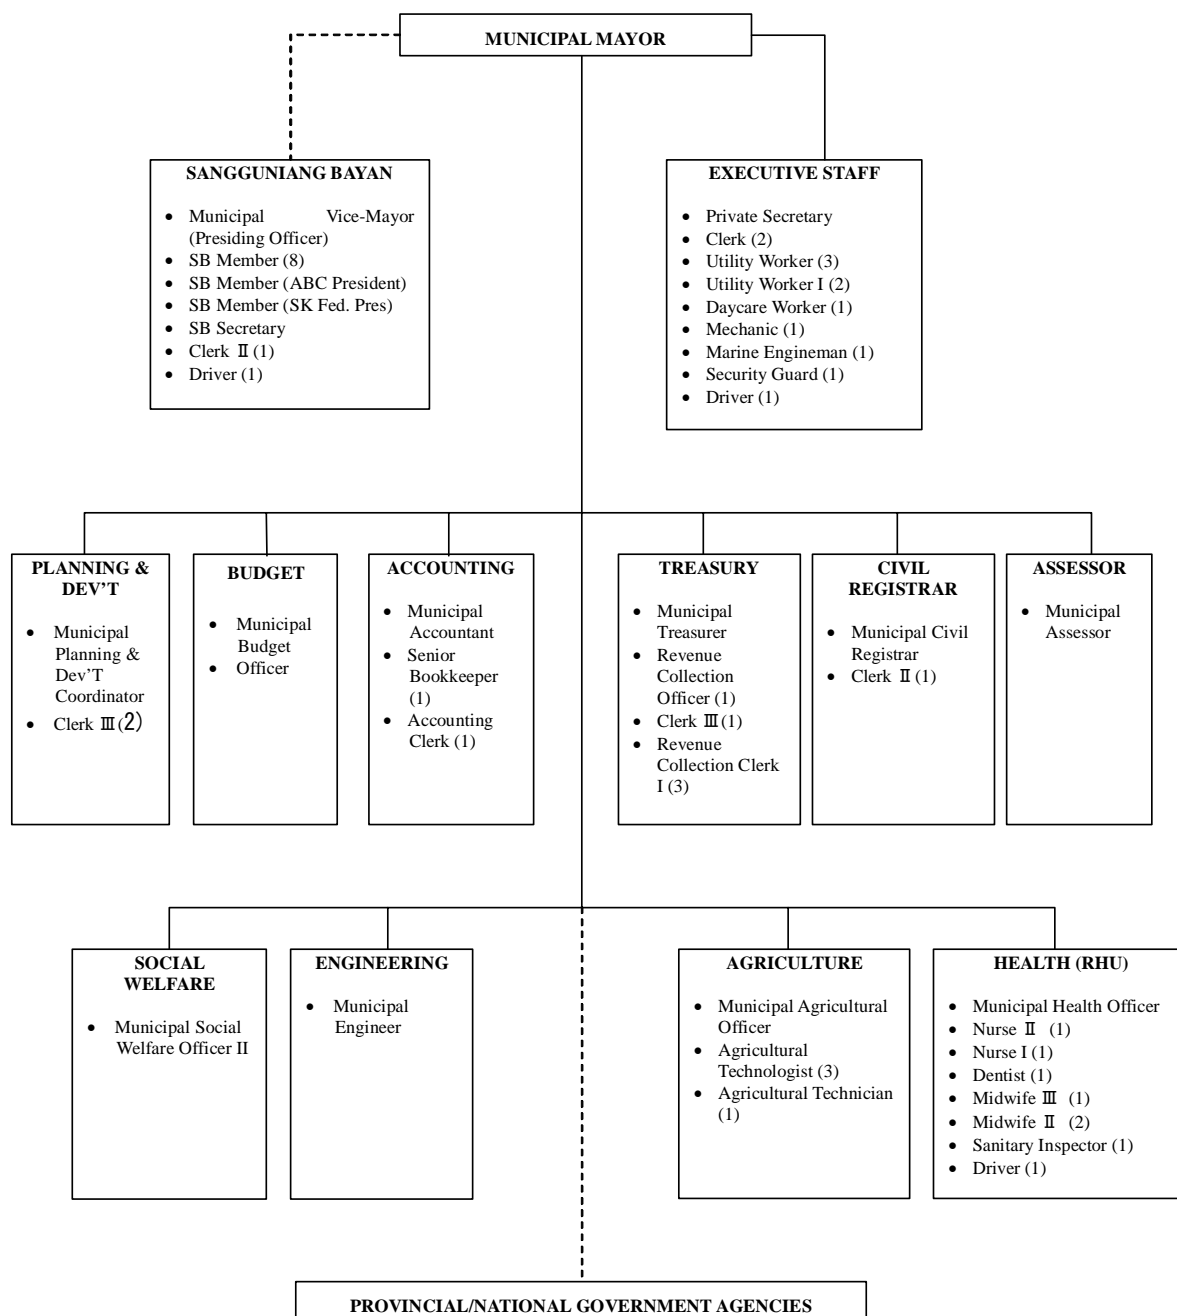 MUNICIPAL MAYOR
SANGGUNIANG BAYAN
• Municipal Vice-Mayor
(Presiding Officer)
• SB Member (8)
• SB Member (ABC President)
• SB Member (SK Fed. Pres)
• SB Secretary
• Clerk Ⅱ (1)
• Driver (1)
EXECUTIVE STAFF
• Private Secretary
• Clerk (2)
• Utility Worker (3)
• Utility Worker I (2)
• Daycare Worker (1)
• Mechanic (1)
• Marine Engineman (1)
• Security Guard (1)
• Driver (1)
PLANNING &
DEV’T
• Municipal
Planning &
Dev’T
Coordinator
• Clerk Ⅲ (2)
BUDGET
• Municipal
Budget
• Officer
ACCOUNTING
• Municipal
Accountant
• Senior
Bookkeeper
(1)
• Accounting
Clerk (1)
TREASURY
• Municipal
Treasurer
• Revenue
Collection
Officer (1)
• Clerk Ⅲ (1)
• Revenue
Collection Clerk
I (3)
CIVIL
REGISTRAR
• Municipal Civil
Registrar
• Clerk Ⅱ (1)
ASSESSOR
• Municipal
Assessor
SOCIAL
WELFARE
• Municipal Social
Welfare Officer II
ENGINEERING
• Municipal
Engineer
AGRICULTURE
• Municipal Agricultural
Officer
• Agricultural
Technologist (3)
• Agricultural Technician
(1)
HEALTH (RHU)
• Municipal Health Officer
• Nurse Ⅱ (1)
• Nurse I (1)
• Dentist (1)
• Midwife Ⅲ (1)
• Midwife Ⅱ (2)
• Sanitary Inspector (1)
• Driver (1)
PROVINCIAL/NATIONAL GOVERNMENT AGENCIES